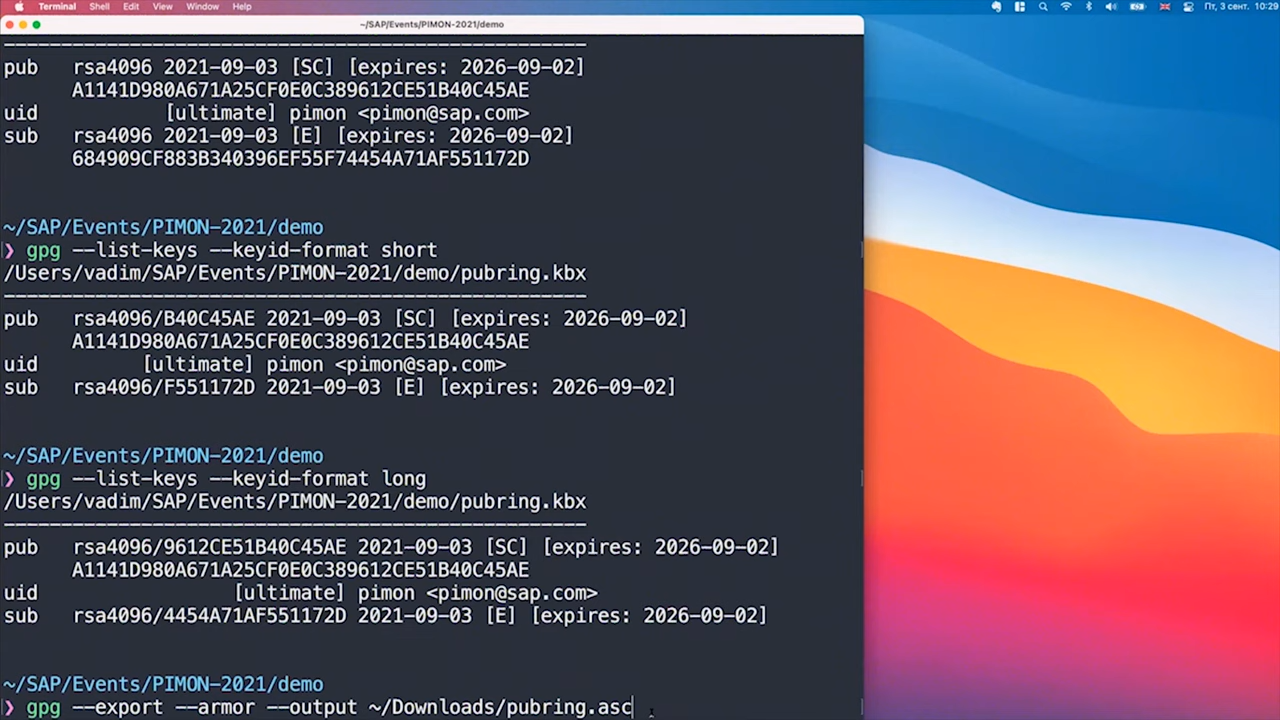 Terminal Shell Edit View Window Help Пт, 3 сент. 10:29
~/SAP/Events/PIMON-2021/demo
------------------------------------------------
pub rsa4096 2021-09-03 [SC] [expires: 2026-09-02]
A1141D980A671A25CF0E0C389612CE51B40C45AE
uid [ultimate] pimon <pimon@sap.com>
sub rsa4096 2021-09-03 [E] [expires: 2026-09-02]
684909CF883B340396EF55F74454A71AF551172D
~/SAP/Events/PIMON-2021/demo
❯ gpg --list-keys --keyid-format short
/Users/vadim/SAP/Events/PIMON-2021/demo/pubring.kbx
------------------------------------------------
pub rsa4096/B40C45AE 2021-09-03 [SC] [expires: 2026-09-02]
A1141D980A671A25CF0E0C389612CE51B40C45AE
uid [ultimate] pimon <pimon@sap.com>
sub rsa4096/F551172D 2021-09-03 [E] [expires: 2026-09-02]
~/SAP/Events/PIMON-2021/demo
❯ gpg --list-keys --keyid-format long
/Users/vadim/SAP/Events/PIMON-2021/demo/pubring.kbx
------------------------------------------------
pub rsa4096/9612CE51B40C45AE 2021-09-03 [SC] [expires: 2026-09-02]
A1141D980A671A25CF0E0C389612CE51B40C45AE
uid [ultimate] pimon <pimon@sap.com>
sub rsa4096/4454A71AF551172D 2021-09-03 [E] [expires: 2026-09-02]
~/SAP/Events/PIMON-2021/demo
❯ gpg --export --armor --output ~/Downloads/pubring.asc